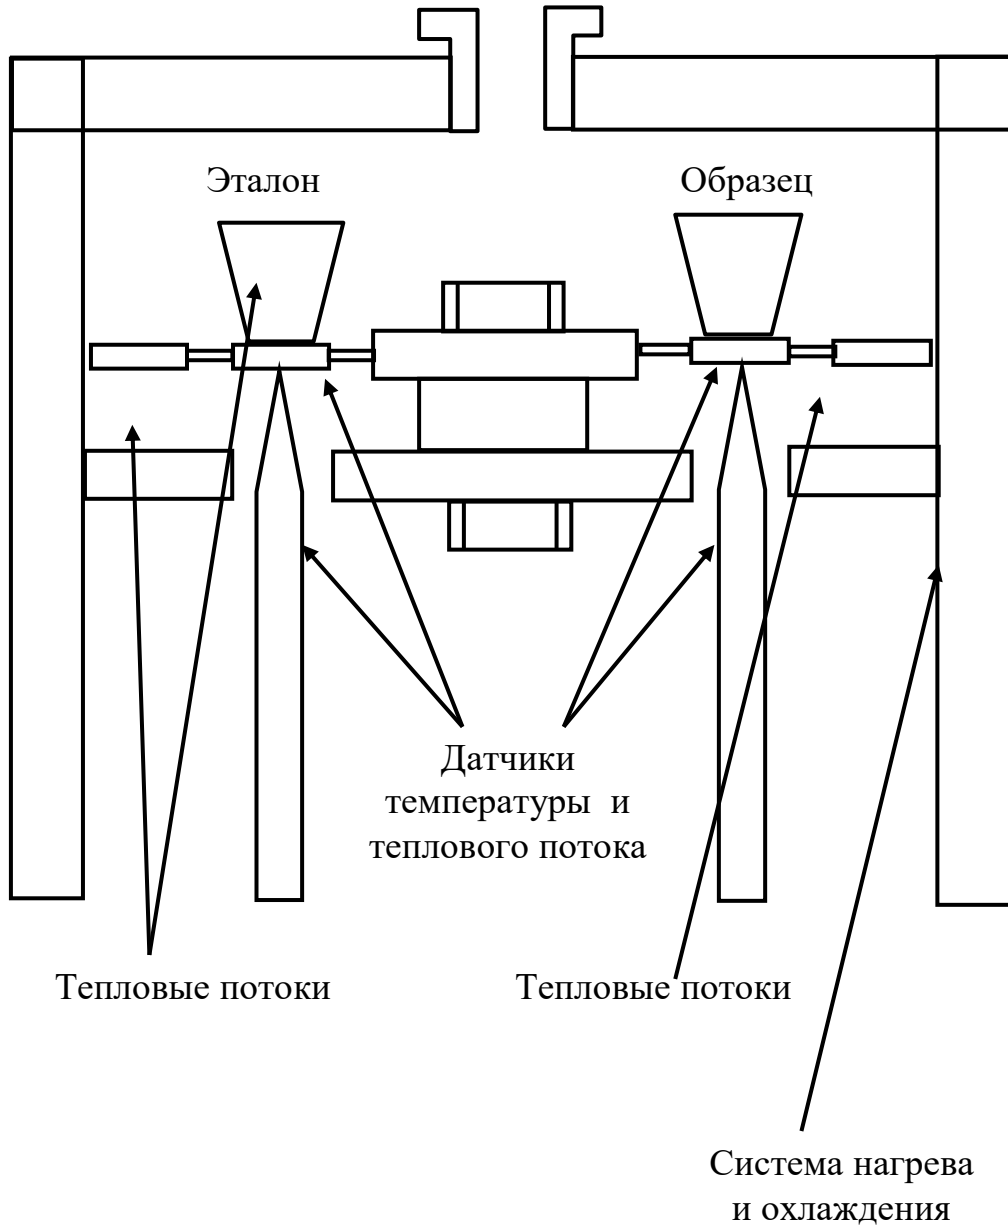 Эталон
Образец
Датчики
температуры и
теплового потока
Тепловые потоки
Тепловые потоки
Система нагрева
и охлаждения